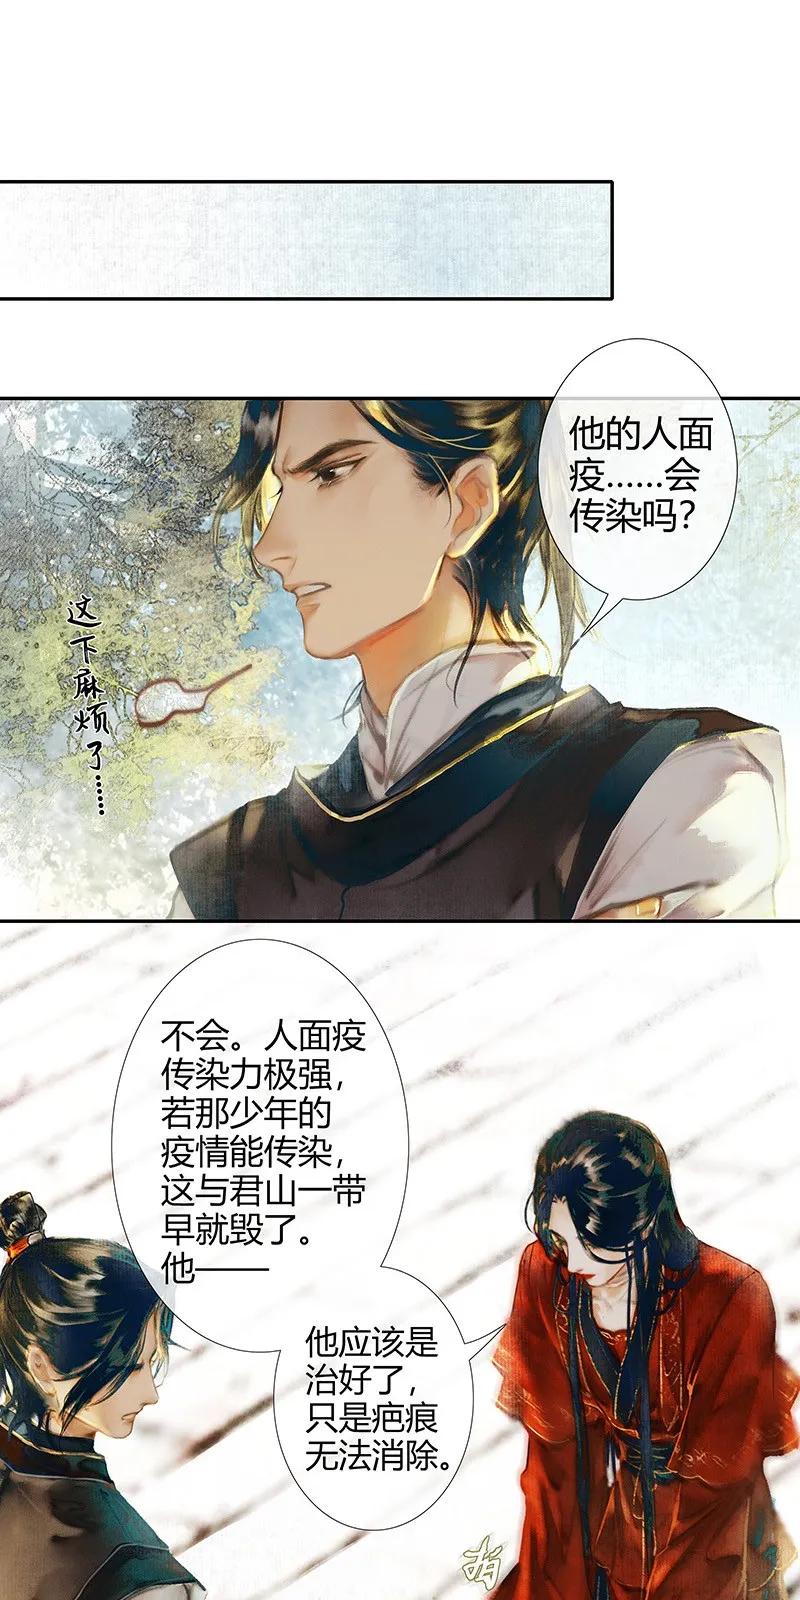 他的人面
疫……会
传染吗？
这下麻烦了……
不会。人面疫
传染力极强，
若那少年的
疫情能传染，
这与君山一带
早就毁了。
他——
他应该是
治好了，
只是疤痕
无法消除。